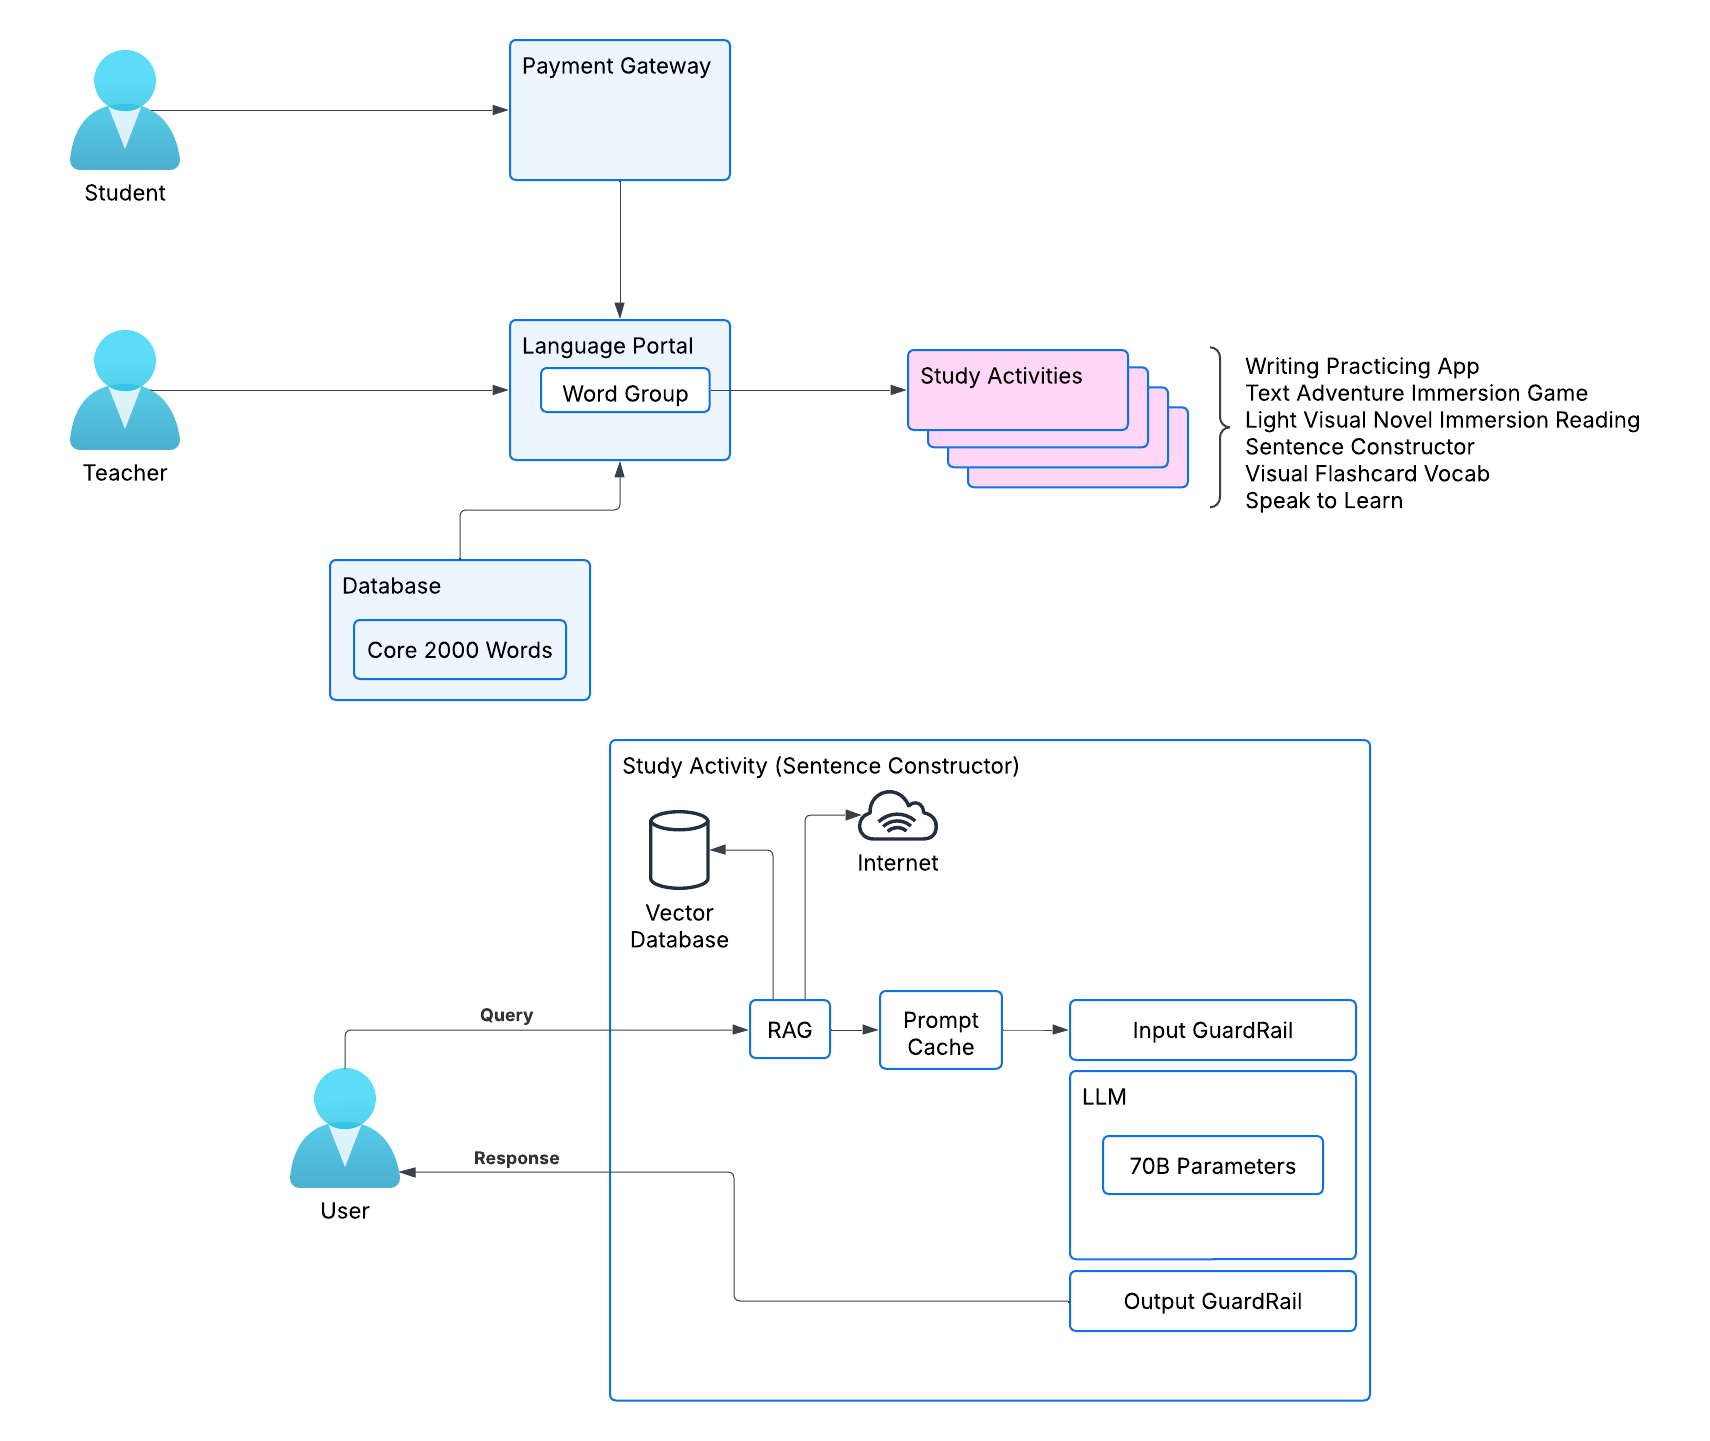 Payment Gateway
Student
Language Portal
Word Group
Teacher
Study Activities
Writing Practicing App
Text Adventure Immersion Game
Light Visual Novel Immersion Reading
Sentence Constructor
Visual Flashcard Vocab
Speak to Learn
Database
Core 2000 Words
Study Activity (Sentence Constructor)
Internet
Vector
Database
Query
RAG
Prompt
Cache
Input GuardRail
LLM
70B Parameters
Response
User
Output GuardRail